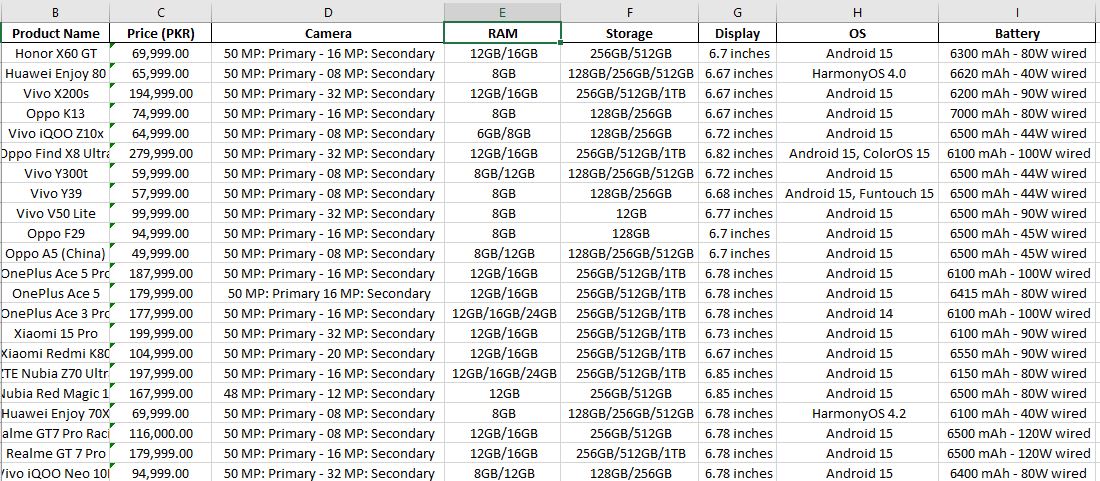 B C D E F G H I
Product Name Price (PKR) Camera RAM Storage Display OS Battery
Honor X60 GT 69,999.00 50 MP: Primary - 16 MP: Secondary 12GB/16GB 256GB/512GB 6.7 inches Android 15 6300 mAh - 80W wired
Huawei Enjoy 80 65,999.00 50 MP: Primary - 08 MP: Secondary 8GB 128GB/256GB/512GB 6.67 inches HarmonyOS 4.0 6620 mAh - 40W wired
Vivo X200s 194,999.00 50 MP: Primary - 32 MP: Secondary 12GB/16GB 256GB/512GB/1TB 6.67 inches Android 15 6200 mAh - 90W wired
Oppo K13 74,999.00 50 MP: Primary - 16 MP: Secondary 8GB 128GB/256GB 6.67 inches Android 15 7000 mAh - 80W wired
Vivo iQOO Z10x 64,999.00 50 MP: Primary - 08 MP: Secondary 6GB/8GB 128GB/256GB 6.72 inches Android 15 6500 mAh - 44W wired
Oppo Find X8 Ultra 279,999.00 50 MP: Primary - 32 MP: Secondary 12GB/16GB 256GB/512GB/1TB 6.82 inches Android 15, ColorOS 15 6100 mAh - 100W wired
Vivo Y300t 59,999.00 50 MP: Primary - 08 MP: Secondary 8GB/12GB 128GB/256GB/512GB 6.72 inches Android 15 6500 mAh - 44W wired
Vivo Y39 57,999.00 50 MP: Primary - 08 MP: Secondary 8GB 128GB/256GB 6.68 inches Android 15, Funtouch 15 6500 mAh - 44W wired
Vivo V50 Lite 99,999.00 50 MP: Primary - 32 MP: Secondary 8GB 12GB 6.77 inches Android 15 6500 mAh - 90W wired
Oppo F29 94,999.00 50 MP: Primary - 16 MP: Secondary 8GB 128GB 6.7 inches Android 15 6500 mAh - 45W wired
Oppo A5 (China) 49,999.00 50 MP: Primary - 08 MP: Secondary 8GB/12GB 128GB/256GB/512GB 6.7 inches Android 15 6500 mAh - 45W wired
OnePlus Ace 5 Pro 187,999.00 50 MP: Primary - 16 MP: Secondary 12GB/16GB 256GB/512GB/1TB 6.78 inches Android 15 6100 mAh - 100W wired
OnePlus Ace 5 179,999.00 50 MP: Primary 16 MP: Secondary 12GB/16GB 256GB/512GB/1TB 6.78 inches Android 15 6415 mAh - 80W wired
OnePlus Ace 3 Pro 177,999.00 50 MP: Primary - 16 MP: Secondary 12GB/16GB/24GB 256GB/512GB/1TB 6.78 inches Android 14 6100 mAh - 100W wired
Xiaomi 15 Pro 199,999.00 50 MP: Primary - 32 MP: Secondary 12GB/16GB 256GB/512GB/1TB 6.73 inches Android 15 6100 mAh - 90W wired
Xiaomi Redmi K80 104,999.00 50 MP: Primary - 20 MP: Secondary 12GB/16GB 256GB/512GB/1TB 6.67 inches Android 15 6550 mAh - 90W wired
ZTE Nubia Z70 Ultr 197,999.00 50 MP: Primary - 16 MP: Secondary 12GB/16GB/24GB 256GB/512GB/1TB 6.85 inches Android 15 6150 mAh - 80W wired
Nubia Red Magic 1 167,999.00 48 MP: Primary - 12 MP: Secondary 12GB 256GB/512GB 6.85 inches Android 15 6500 mAh - 80W wired
Huawei Enjoy 70X 69,999.00 50 MP: Primary - 08 MP: Secondary 8GB 128GB/256GB/512GB 6.78 inches HarmonyOS 4.2 6100 mAh - 40W wired
alme GT7 Pro Raci 116,000.00 50 MP: Primary - 08 MP: Secondary 12GB/16GB 256GB/512GB 6.78 inches Android 15 6500 mAh - 120W wired
Realme GT 7 Pro 179,999.00 50 MP: Primary - 16 MP: Secondary 12GB/16GB 256GB/512GB/1TB 6.78 inches Android 15 6500 mAh - 120W wired
Vivo iQOO Neo 10 94,999.00 50 MP: Primary - 32 MP: Secondary 8GB/12GB 128GB/256GB 6.78 inches Android 15 6400 mAh - 80W wired